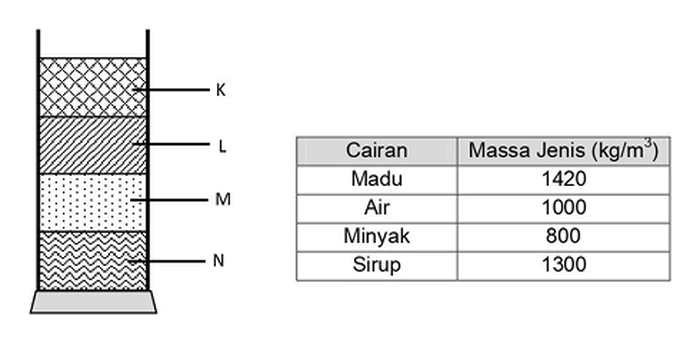 K
L
M
N
Cairan Massa Jenis (kg/m³)
Madu 1420
Air 1000
Minyak 800
Sirup 1300